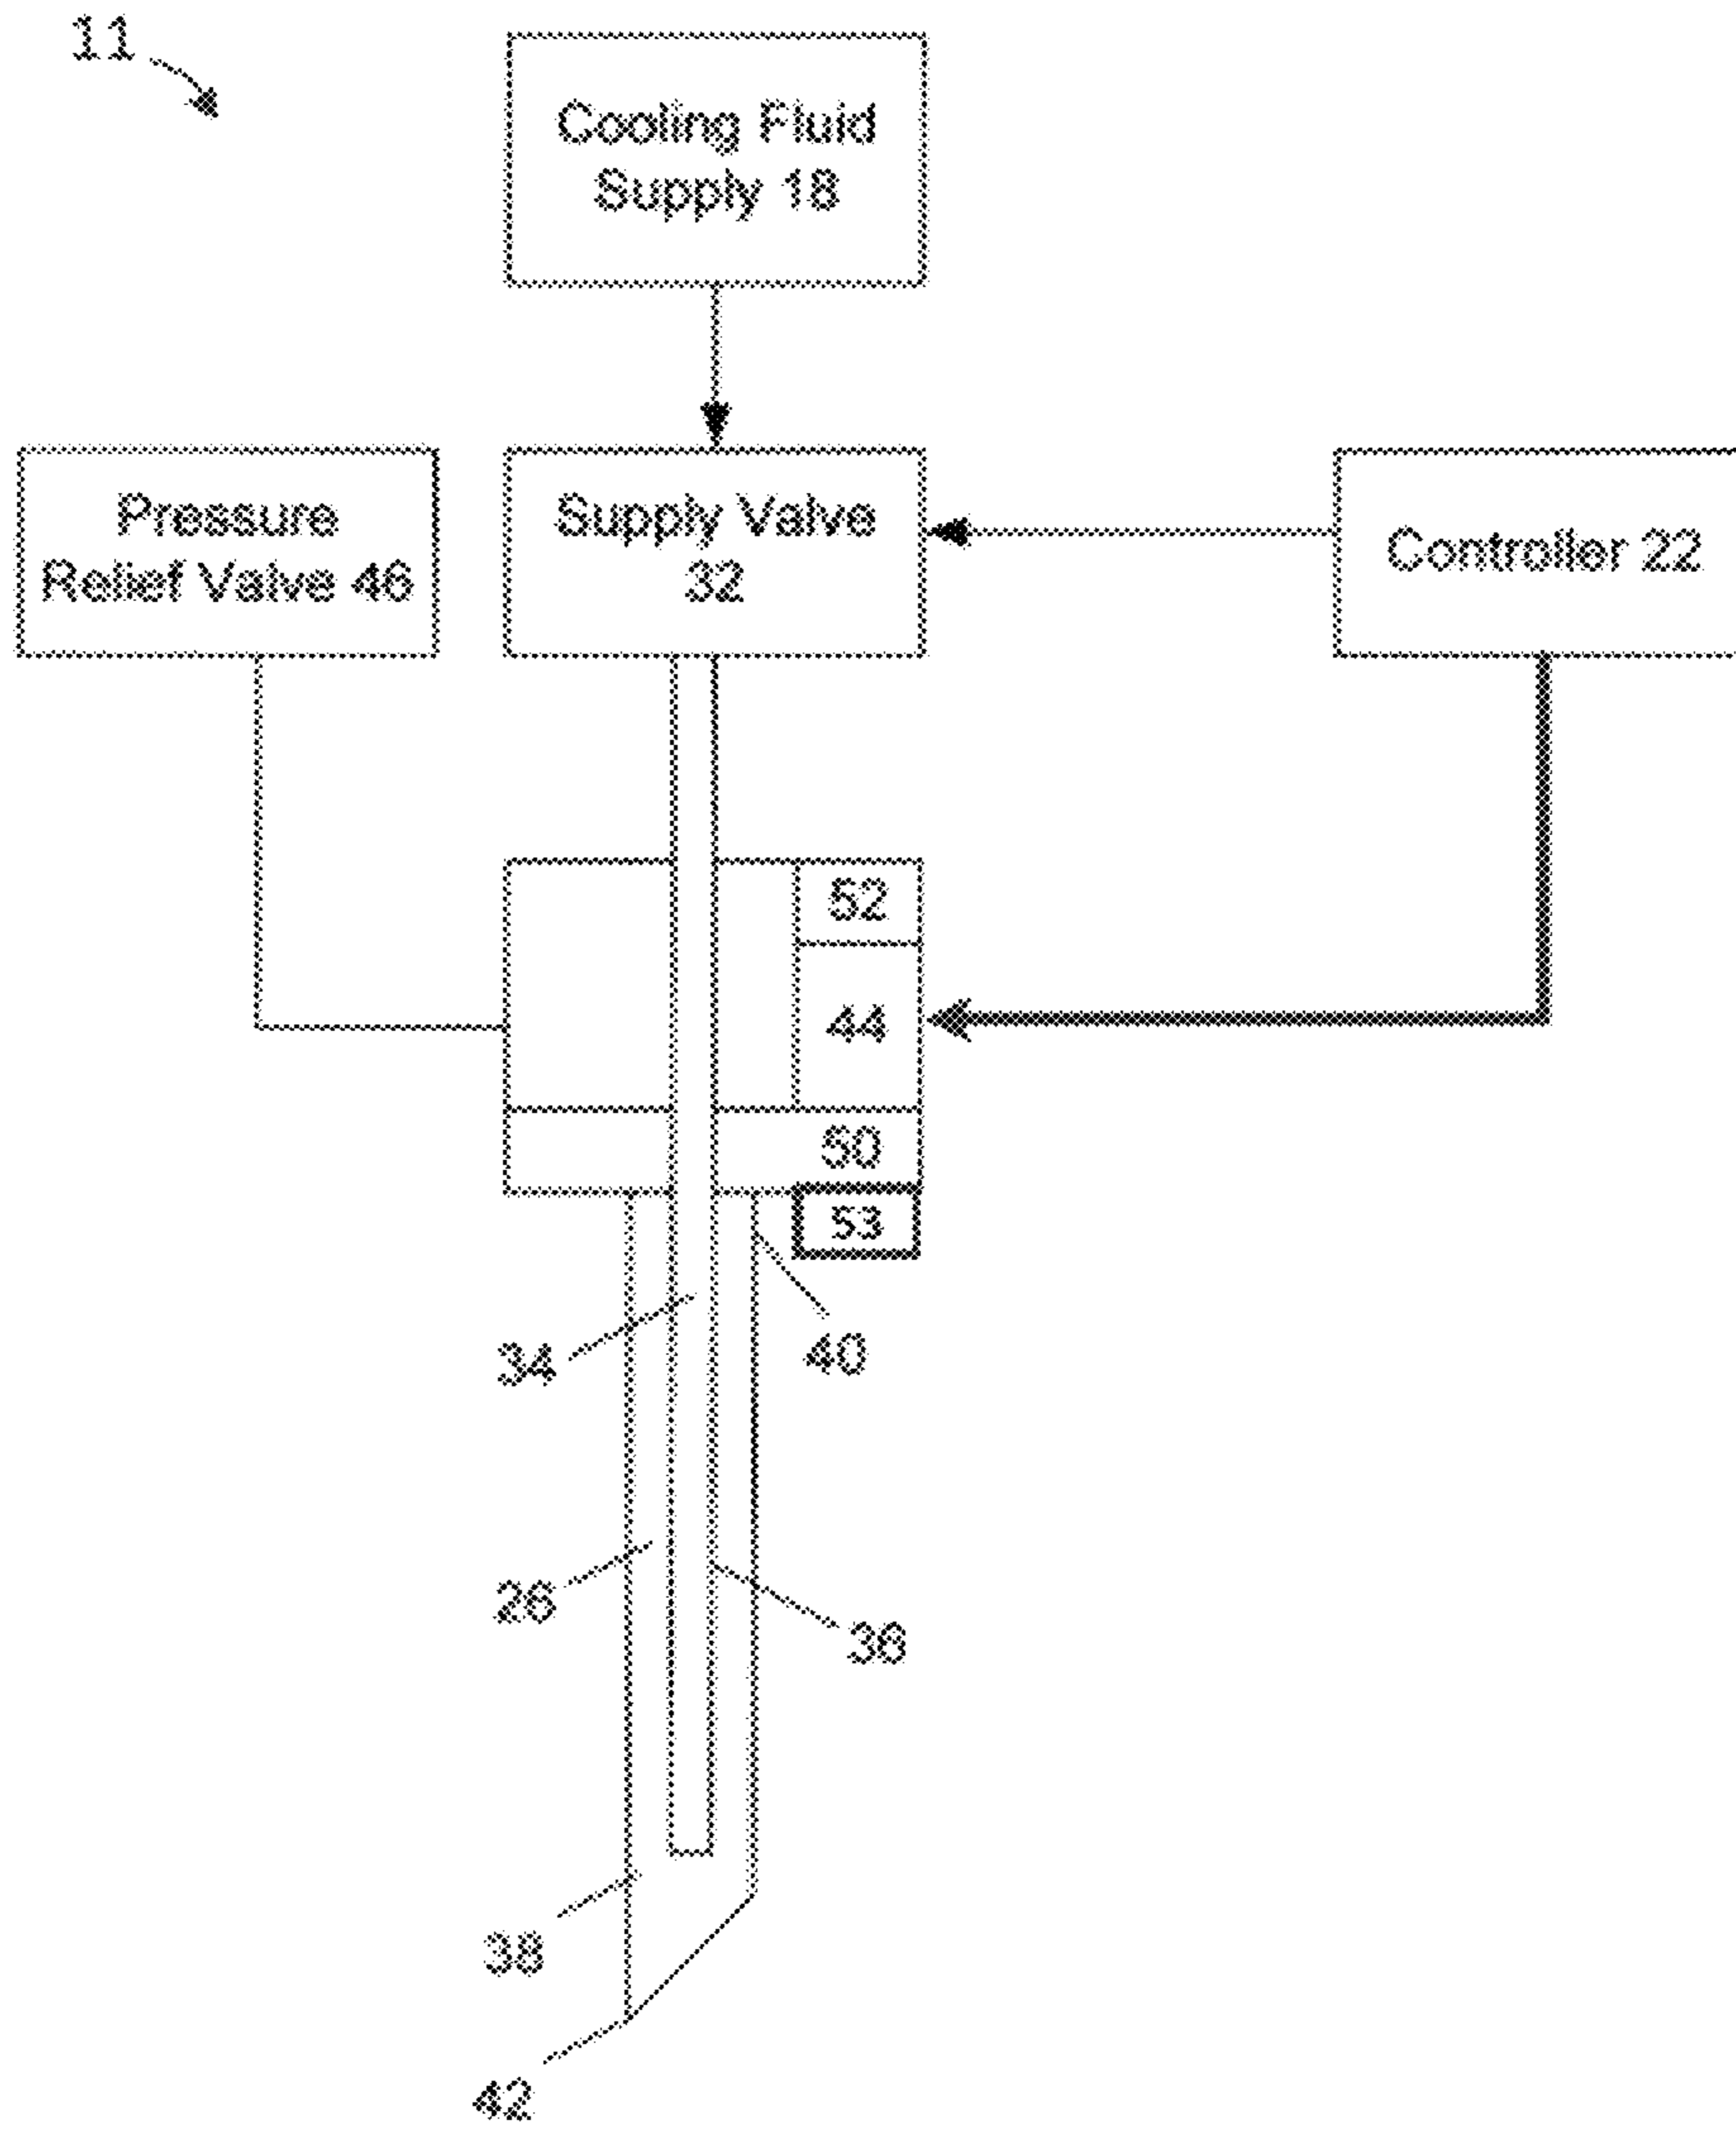 11
Cooling Fluid
Supply 18
Pressure
Relief Valve 46
Supply Valve
32
Controller 22
52
44
50
53
34
40
26
36
38
42